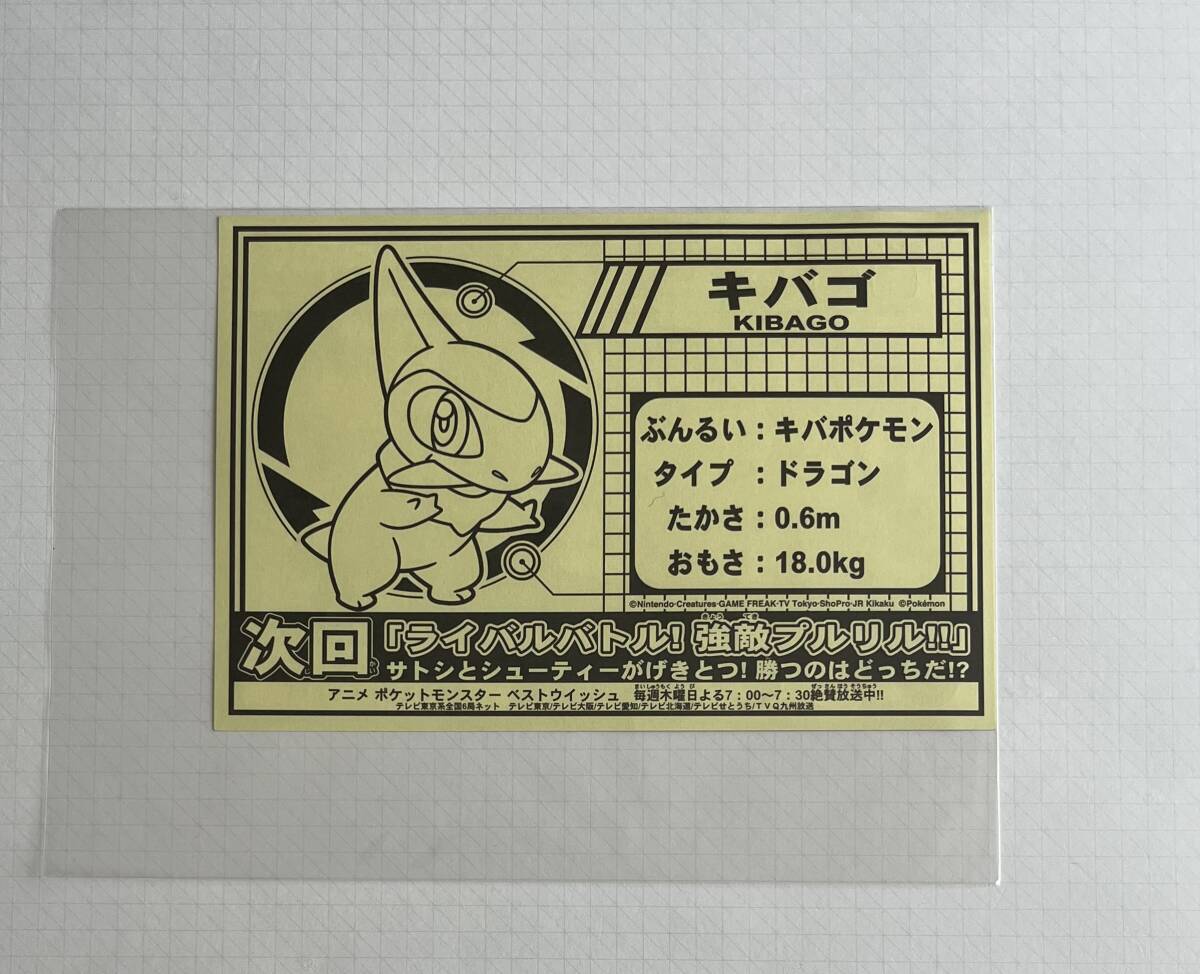 キバゴ
KIBAGO
ぶんるい：キバポケモン
タイプ：ドラゴン
たかさ：0.6m
おもさ：18.0kg
©Nintendo·Creatures·GAME FREAK·TV Tokyo·ShoPro·JR Kikaku ©Pokémon
次回「ライバルバトル! 強敵プルリル!!」
サトシとシューティーがげきとつ! 勝つのはどっちだ!?
アニメ ポケットモンスター ベストウイッシュ 毎週木曜日よる7：00〜7：30絶賛放送中!!
テレビ東京系全国6局ネット テレビ東京/テレビ大阪/テレビ愛知/テレビ北海道/テレビせとうち/TVQ九州放送